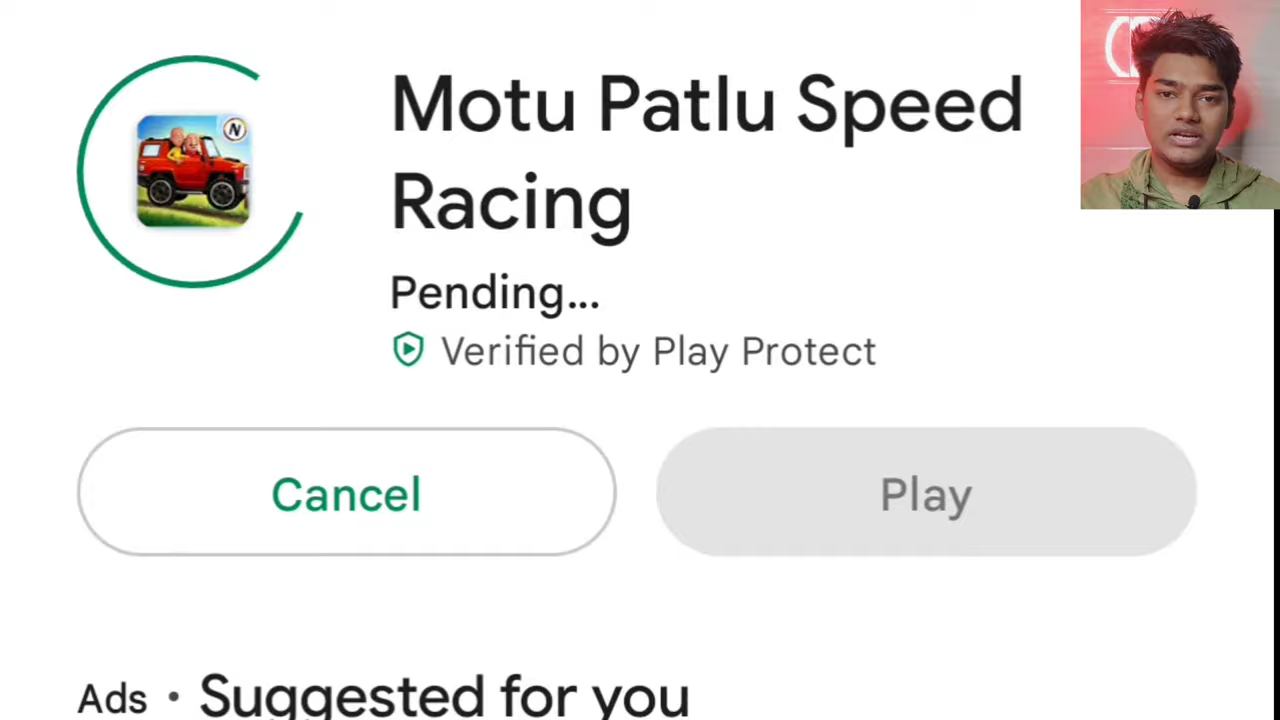 Motu Patlu Speed
Racing
Pending...
Verified by Play Protect
Cancel
Play
Ads • Suggested for you
N